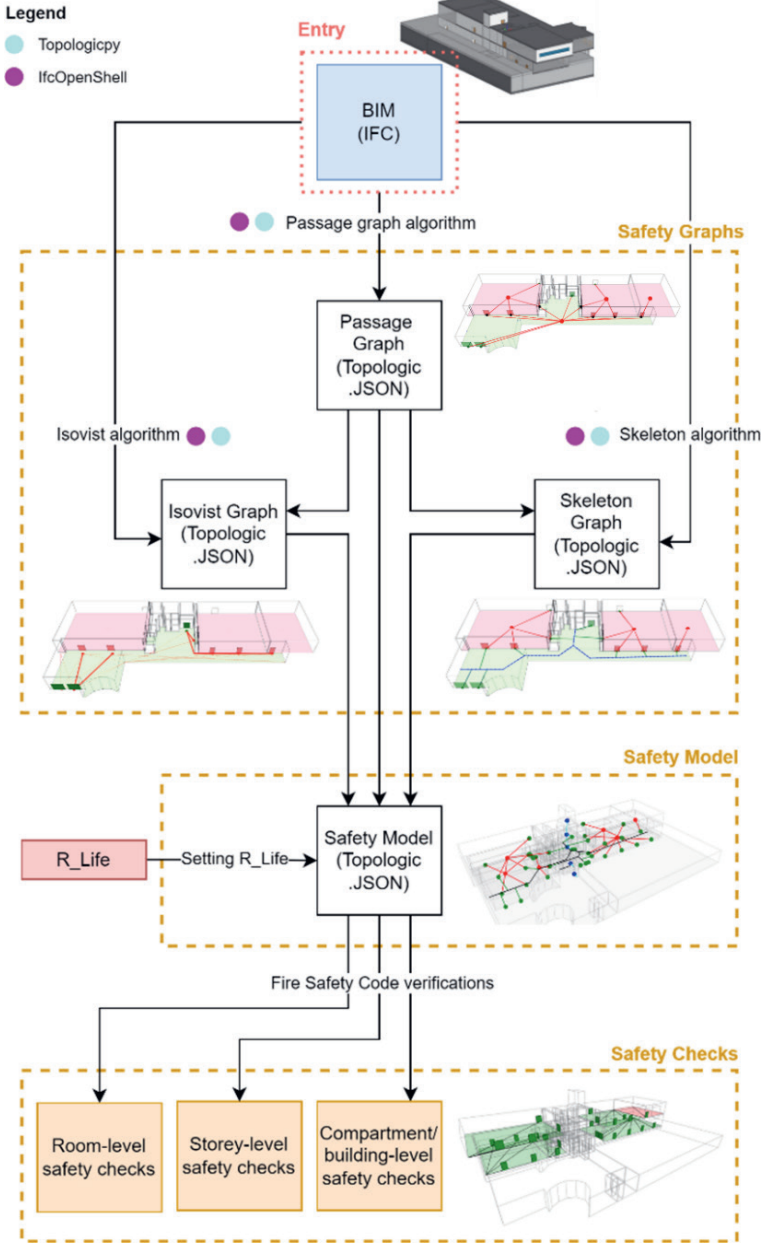 Legend
Topologicpy
IfcOpenShell
Entry
BIM
(IFC)
Passage graph algorithm
Safety Graphs
Passage
Graph
(Topologic
.JSON)
Isovist algorithm
Skeleton algorithm
Isovist Graph
(Topologic
.JSON)
Skeleton
Graph
(Topologic
.JSON)
Safety Model
R_Life
Setting R_Life
Safety Model
(Topologic
.JSON)
Fire Safety Code verifications
Safety Checks
Room-level
safety checks
Storey-level
safety checks
Compartment/
building-level
safety checks